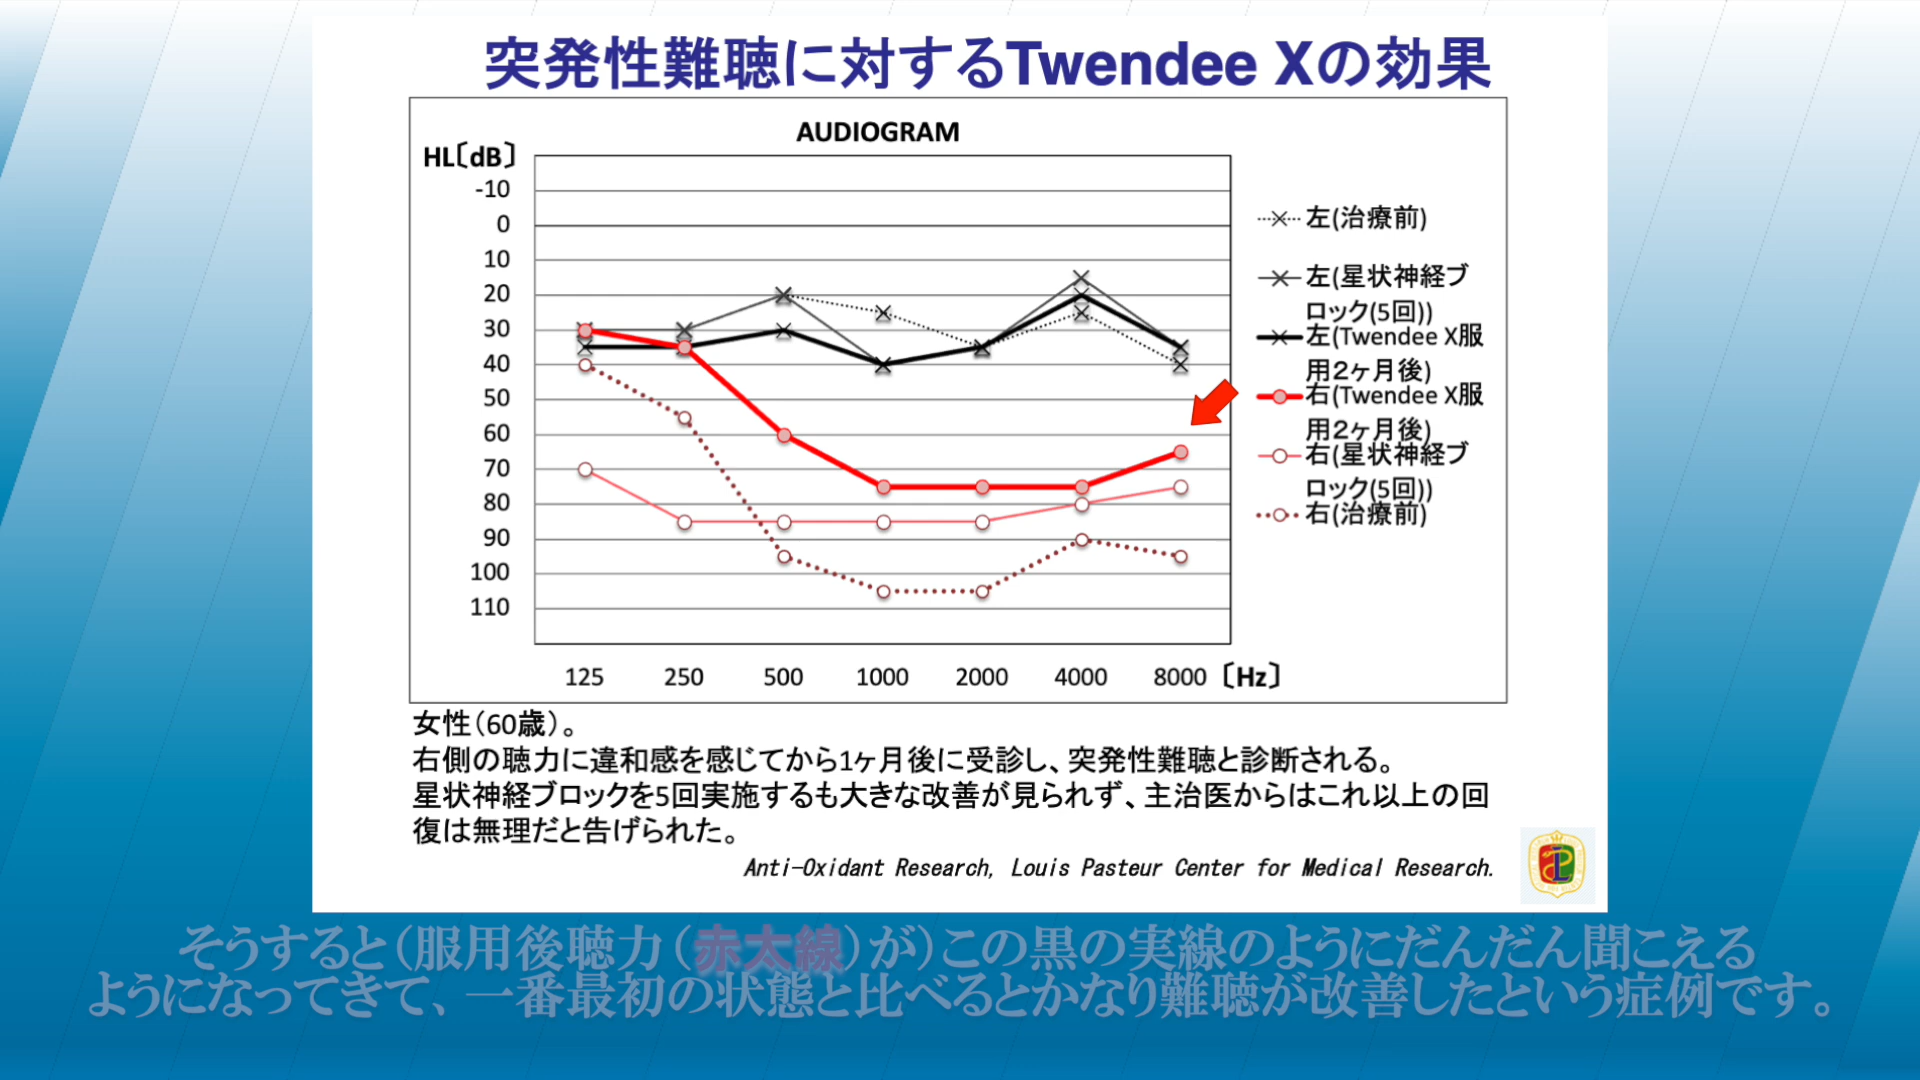 突発性難聴に対するTwendee Xの効果
AUDIOGRAM
HL〔dB〕
-10
0
10
20
30
40
50
60
70
80
90
100
110
125 250 500 1000 2000 4000 8000 〔Hz〕
左(治療前)
左(星状神経ブ
ロック(5回))
左(Twendee X服
用2ヶ月後)
右(Twendee X服
用2ヶ月後)
右(星状神経ブ
ロック(5回))
右(治療前)
女性（60歳）。
右側の聴力に違和感を感じてから1ヶ月後に受診し、突発性難聴と診断される。
星状神経ブロックを5回実施するも大きな改善が見られず、主治医からはこれ以上の回
復は無理だと告げられた。
Anti-Oxidant Research, Louis Pasteur Center for Medical Research.
そうすると（服用後聴力（赤太線）が）この黒の実線のようにだんだん聞こえる
ようになってきて、一番最初の状態と比べるとかなり難聴が改善したという症例です。